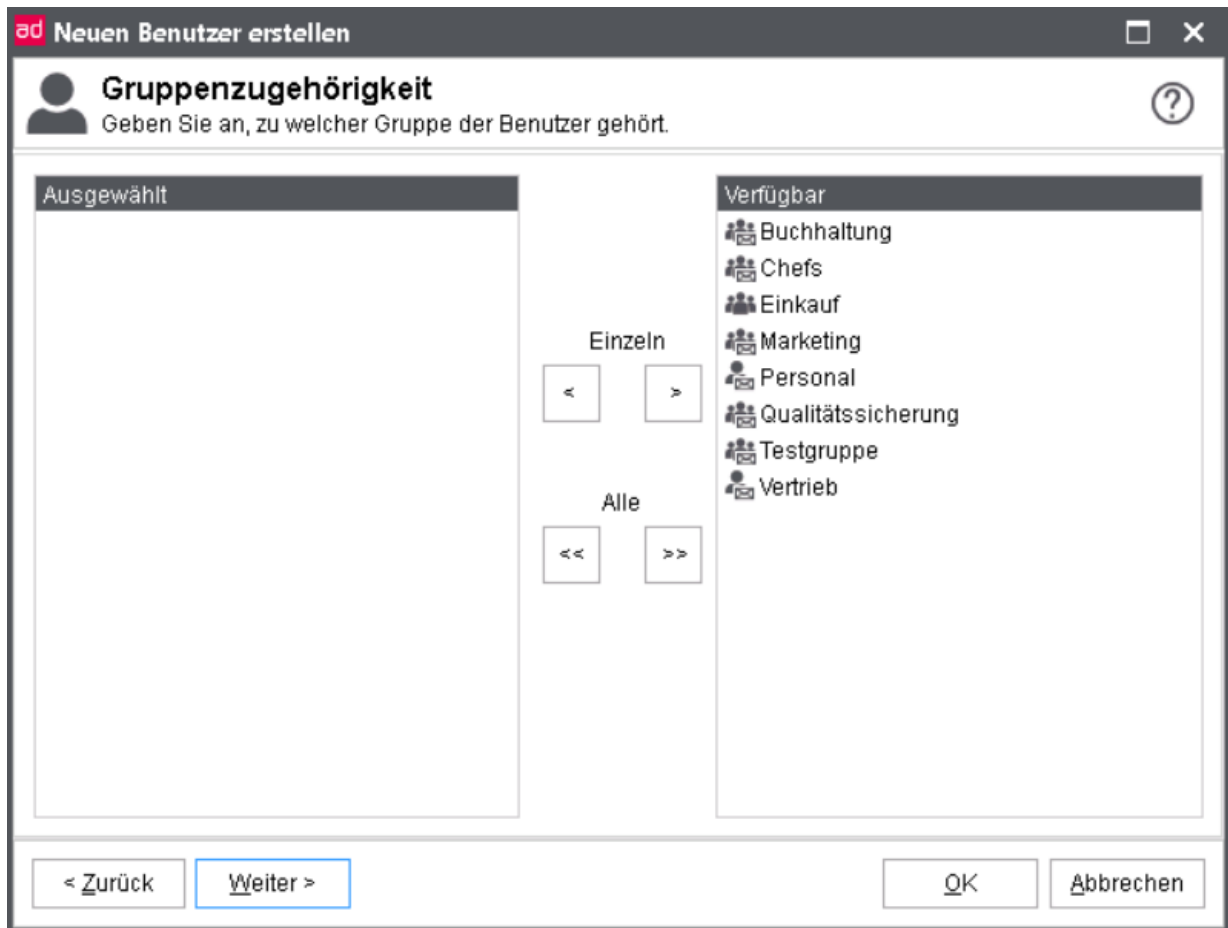 ad Neuen Benutzer erstellen
Gruppenzugehörigkeit
Geben Sie an, zu welcher Gruppe der Benutzer gehört.
?
Ausgewählt
Einzeln
<
>
Alle
<<
>>
Verfügbar
Buchhaltung
Chefs
Einkauf
Marketing
Personal
Qualitätssicherung
Testgruppe
Vertrieb
< Zurück
Weiter >
OK
Abbrechen